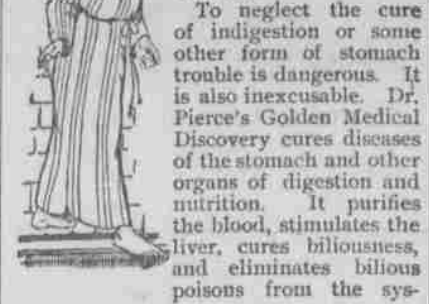 To neglect the cure
of indigestion or some
other form of stomach
trouble is dangerous. It
is also inexcusable. Dr.
Pierce's Golden Medical
Discovery cures diseases
of the stomach and other
organs of digestion and
nutrition. It purifies
the blood, stimulates the
liver, cures biliousness,
and eliminates bilious
poisons from the sys-